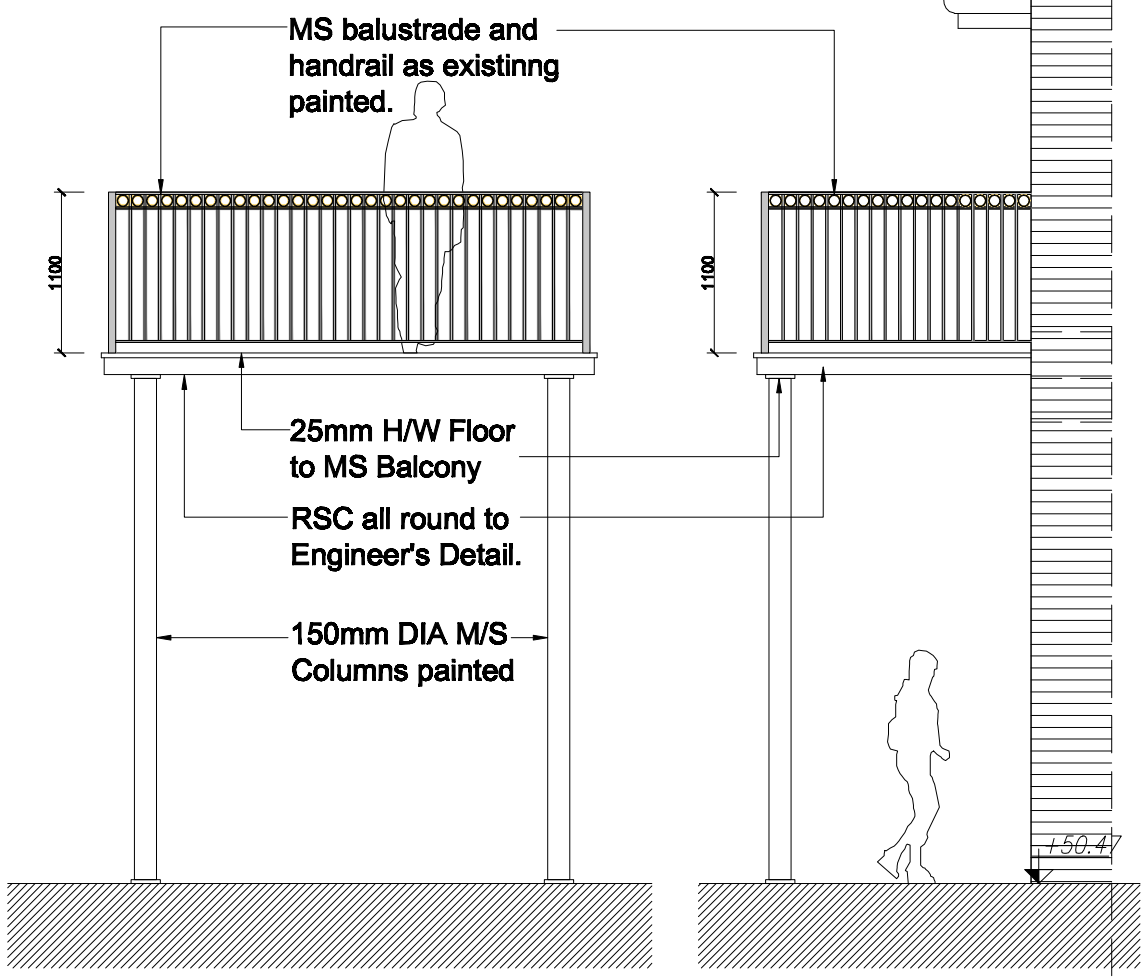 MS balustrade and
handrail as existinng
painted.
1100
1100
25mm H/W Floor
to MS Balcony
RSC all round to
Engineer's Detail.
150mm DIA M/S
Columns painted
+50.47